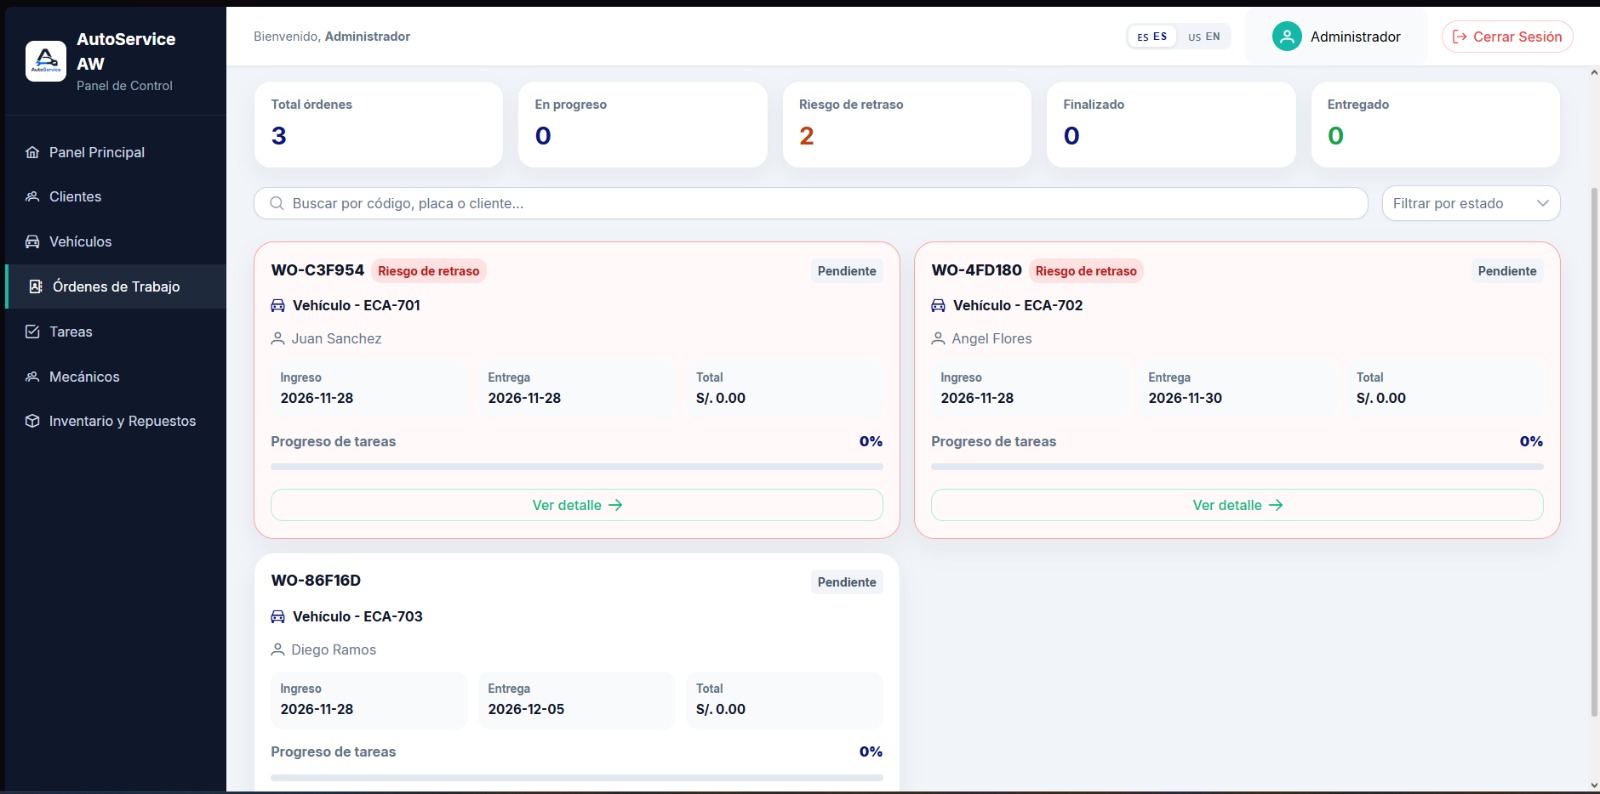 AutoService
AW
Panel de Control
Panel Principal
Clientes
Vehículos
Órdenes de Trabajo
Tareas
Mecánicos
Inventario y Repuestos
Bienvenido, Administrador
ES ES
US EN
Administrador
Cerrar Sesión
Total órdenes
3
En progreso
0
Riesgo de retraso
2
Finalizado
0
Entregado
0
Buscar por código, placa o cliente...
Filtrar por estado
WO-C3F954 Riesgo de retraso Pendiente
Vehículo - ECA-701
Juan Sanchez
Ingreso
2026-11-28
Entrega
2026-11-28
Total
S/. 0.00
Progreso de tareas 0%
Ver detalle →
WO-4FD180 Riesgo de retraso Pendiente
Vehículo - ECA-702
Angel Flores
Ingreso
2026-11-28
Entrega
2026-11-30
Total
S/. 0.00
Progreso de tareas 0%
Ver detalle →
WO-86F16D Pendiente
Vehículo - ECA-703
Diego Ramos
Ingreso
2026-11-28
Entrega
2026-12-05
Total
S/. 0.00
Progreso de tareas 0%